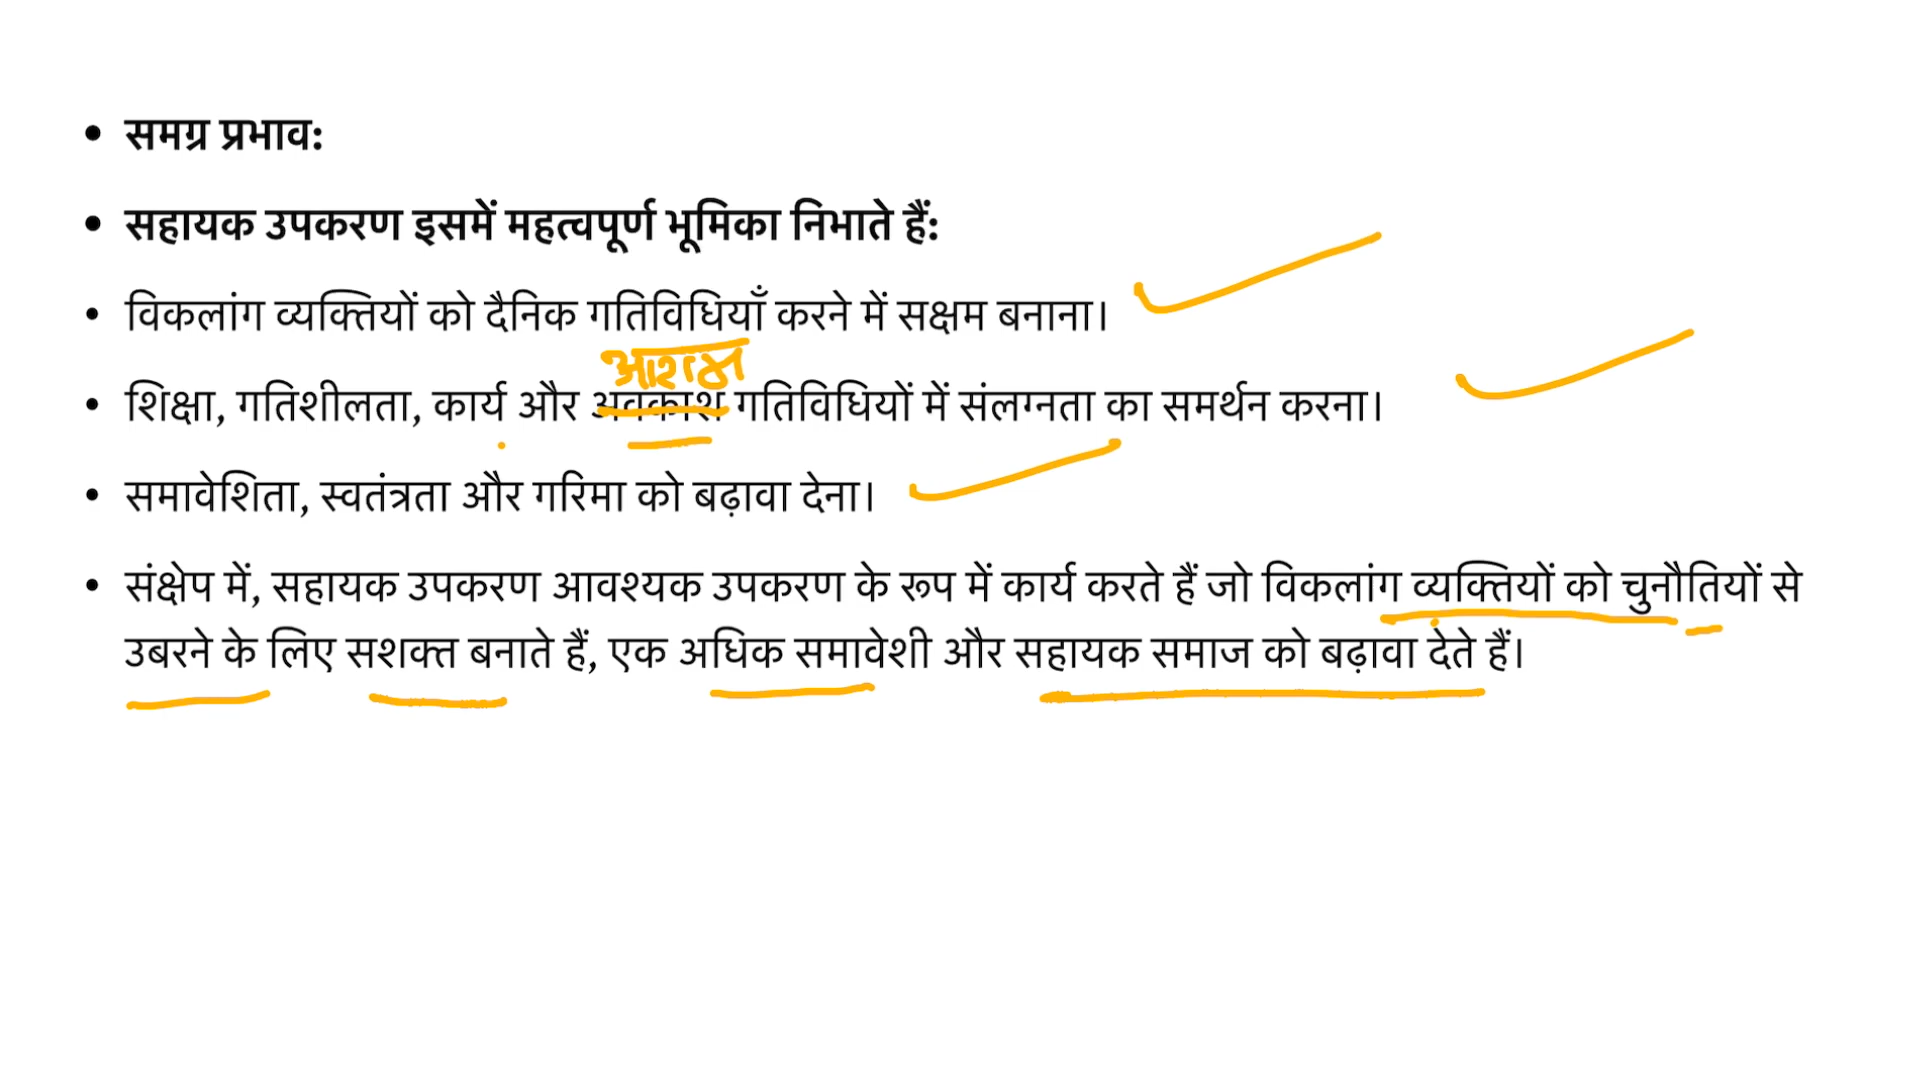 • समग्र प्रभाव:
• सहायक उपकरण इसमें महत्वपूर्ण भूमिका निभाते हैं:
• विकलांग व्यक्तियों को दैनिक गतिविधियाँ करने में सक्षम बनाना।
• शिक्षा, गतिशीलता, कार्य और अवकाश गतिविधियों में संलग्नता का समर्थन करना।
• समावेशिता, स्वतंत्रता और गरिमा को बढ़ावा देना।
• संक्षेप में, सहायक उपकरण आवश्यक उपकरण के रूप में कार्य करते हैं जो विकलांग व्यक्तियों को चुनौतियों से
उबरने के लिए सशक्त बनाते हैं, एक अधिक समावेशी और सहायक समाज को बढ़ावा देते हैं।